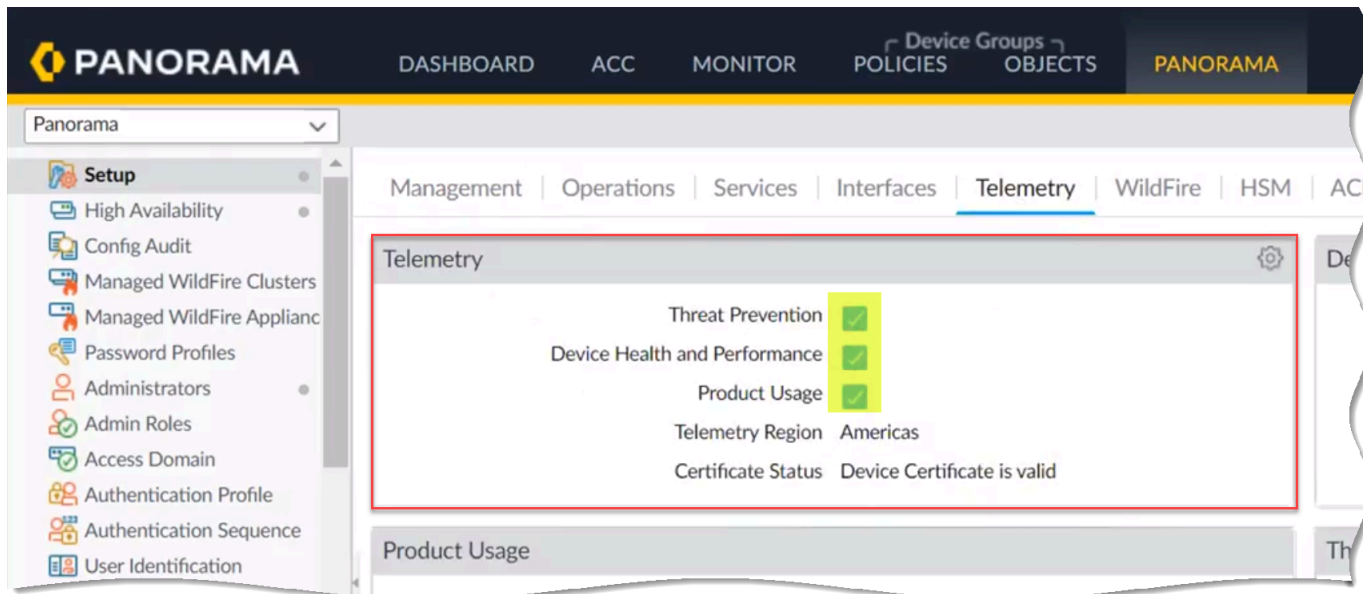 PANORAMA
DASHBOARD ACC MONITOR Device Groups POLICIES OBJECTS PANORAMA
Panorama
Setup
High Availability
Config Audit
Managed WildFire Clusters
Managed WildFire Applianc
Password Profiles
Administrators
Admin Roles
Access Domain
Authentication Profile
Authentication Sequence
User Identification
Management Operations Services Interfaces Telemetry WildFire HSM AC
Telemetry
Threat Prevention
Device Health and Performance
Product Usage
Telemetry Region Americas
Certificate Status Device Certificate is valid
De
Product Usage
Th